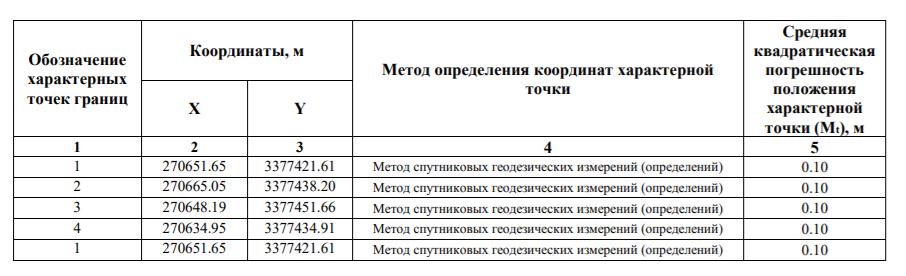 Обозначение характерных точек границ
Координаты, м
Метод определения координат характерной точки
Средняя квадратическая погрешность положения характерной точки (Mt), м
X Y
1 2 3 4 5
1 270651.65 3377421.61 Метод спутниковых геодезических измерений (определений) 0.10
2 270665.05 3377438.20 Метод спутниковых геодезических измерений (определений) 0.10
3 270648.19 3377451.66 Метод спутниковых геодезических измерений (определений) 0.10
4 270634.95 3377434.91 Метод спутниковых геодезических измерений (определений) 0.10
1 270651.65 3377421.61 Метод спутниковых геодезических измерений (определений) 0.10